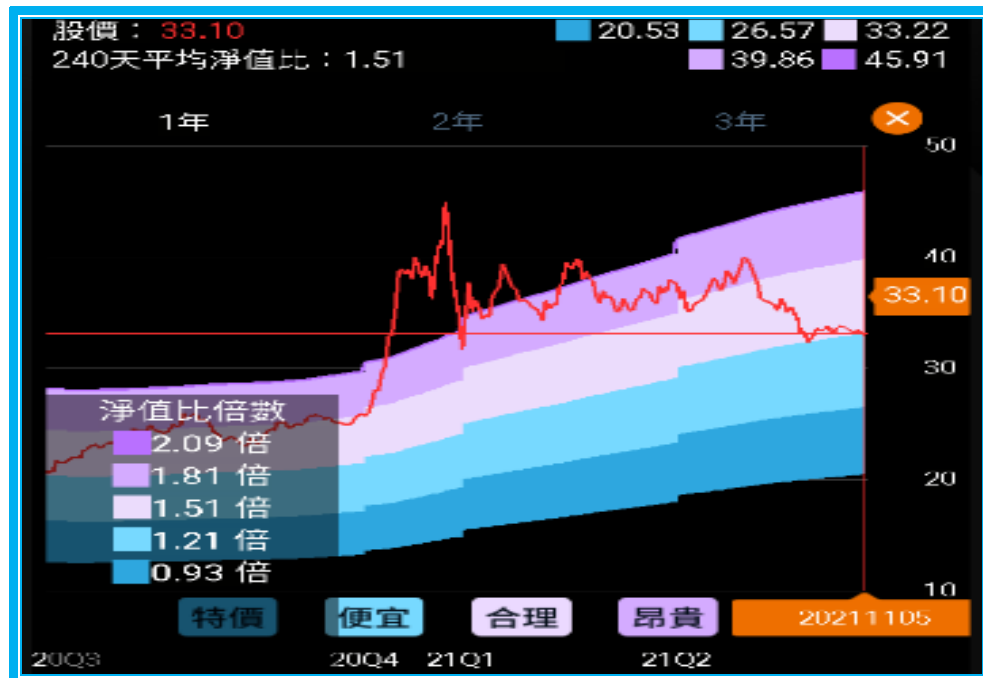 股價： 33.10 20.53 26.57 33.22
240天平均淨值比：1.51 39.86 45.91
1年 2年 3年
50
40
33.10
30
淨值比倍數
2.09 倍
1.81 倍
20
1.51 倍
1.21 倍
0.93 倍
10
特價 便宜 合理 昂貴 20211105
20Q3 20Q4 21Q1 21Q2